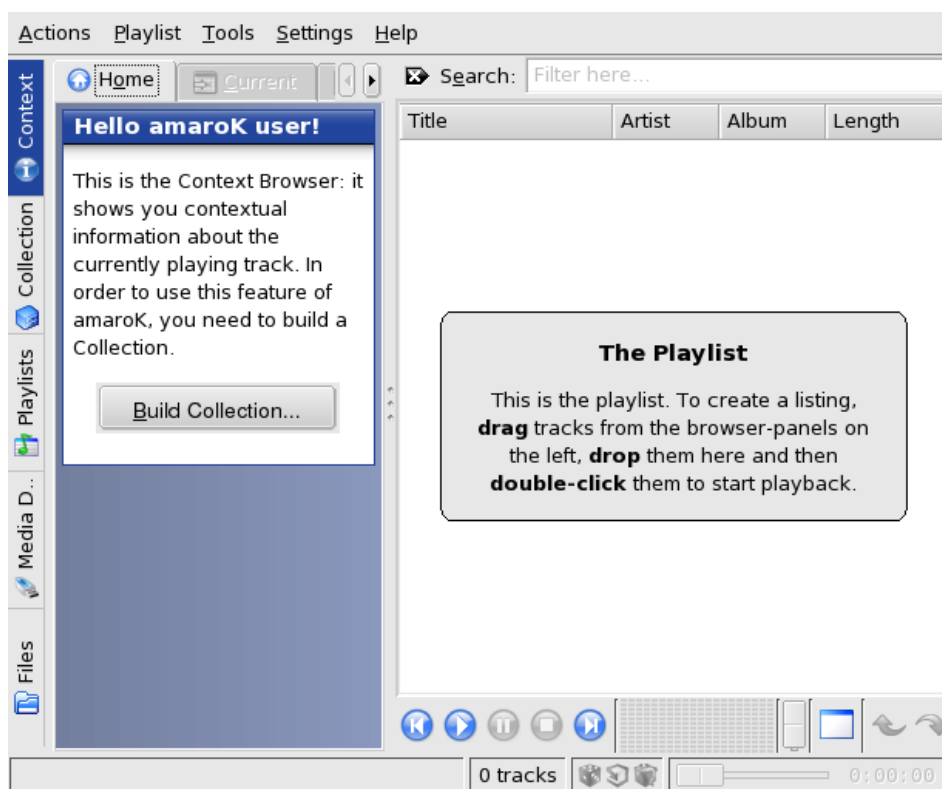 Actions Playlist Tools Settings Help
Context
Collection
Playlists
Media D..
Files
Home
Current
Search: Filter here...
Hello amaroK user!
This is the Context Browser: it
shows you contextual
information about the
currently playing track. In
order to use this feature of
amaroK, you need to build a
Collection.
Build Collection...
Title Artist Album Length
The Playlist
This is the playlist. To create a listing,
drag tracks from the browser-panels on
the left, drop them here and then
double-click them to start playback.
0 tracks
0:00:00